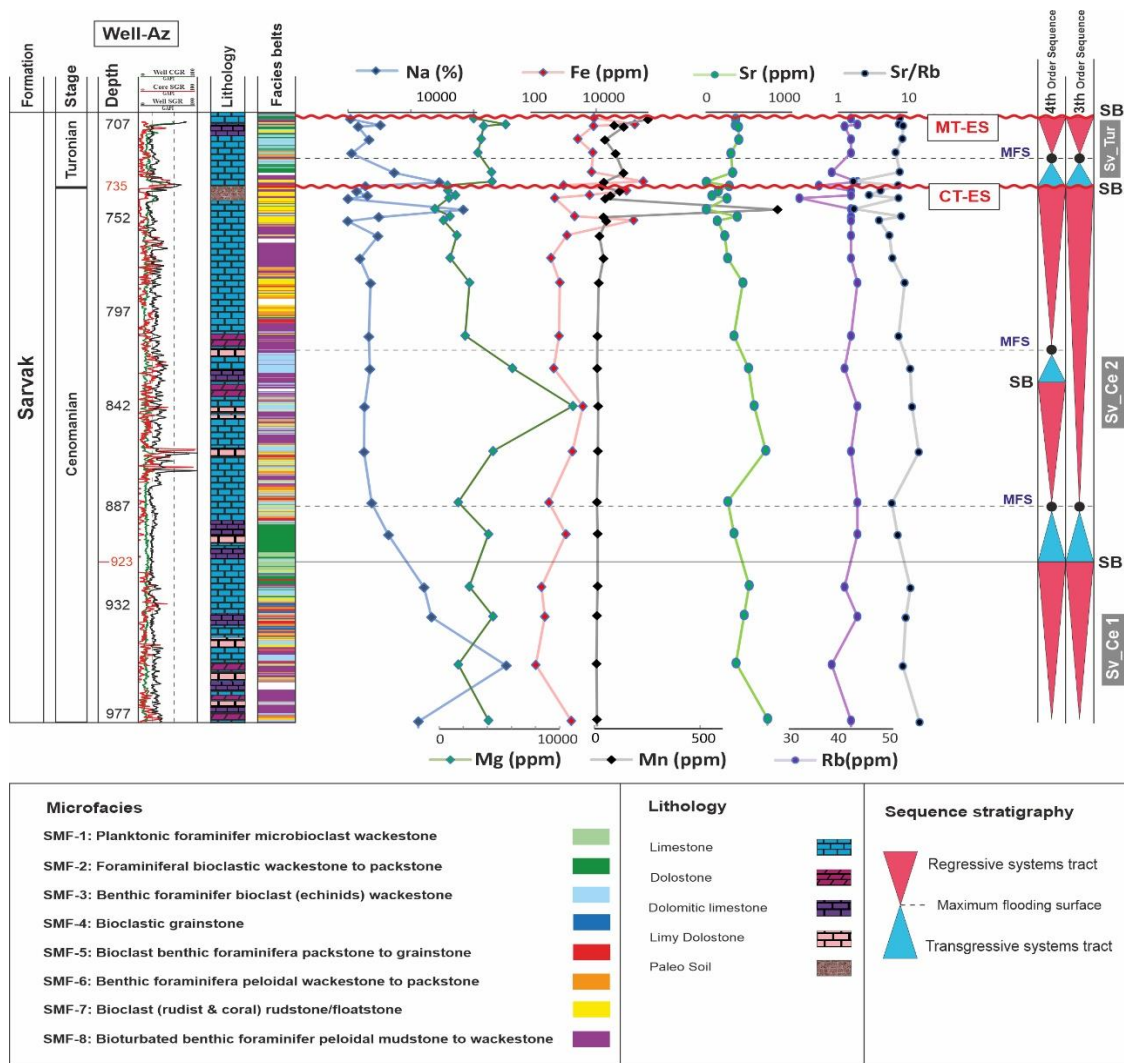 Well-Az
Formation
Stage
Depth
Well CGR
Core SGR
Well SGR
GAPI
Lithology
Facies belts
Na (%)
Fe (ppm)
Sr (ppm)
Sr/Rb
4th Order Sequence
3th Order Sequence
10000
100
10000
0
1000
1
10
Sarvak
Turonian
Cenomanian
707
735
752
797
842
887
923
932
977
SB
MT-ES
MFS
Sv_Tur
SB
CT-ES
MFS
SB
Sv_Ce 2
MFS
SB
Sv_Ce 1
0
10000
0
500
30
40
50
Mg (ppm)
Mn (ppm)
Rb(ppm)
Microfacies
SMF-1: Planktonic foraminifer microbioclast wackestone
SMF-2: Foraminiferal bioclastic wackestone to packstone
SMF-3: Benthic foraminifer bioclast (echinids) wackestone
SMF-4: Bioclastic grainstone
SMF-5: Bioclast benthic foraminifera packstone to grainstone
SMF-6: Benthic foraminifera peloidal wackestone to packstone
SMF-7: Bioclast (rudist & coral) rudstone/floatstone
SMF-8: Bioturbated benthic foraminifer peloidal mudstone to wackestone
Lithology
Limestone
Dolostone
Dolomitic limestone
Limy Dolostone
Paleo Soil
Sequence stratigraphy
Regressive systems tract
Maximum flooding surface
Transgressive systems tract